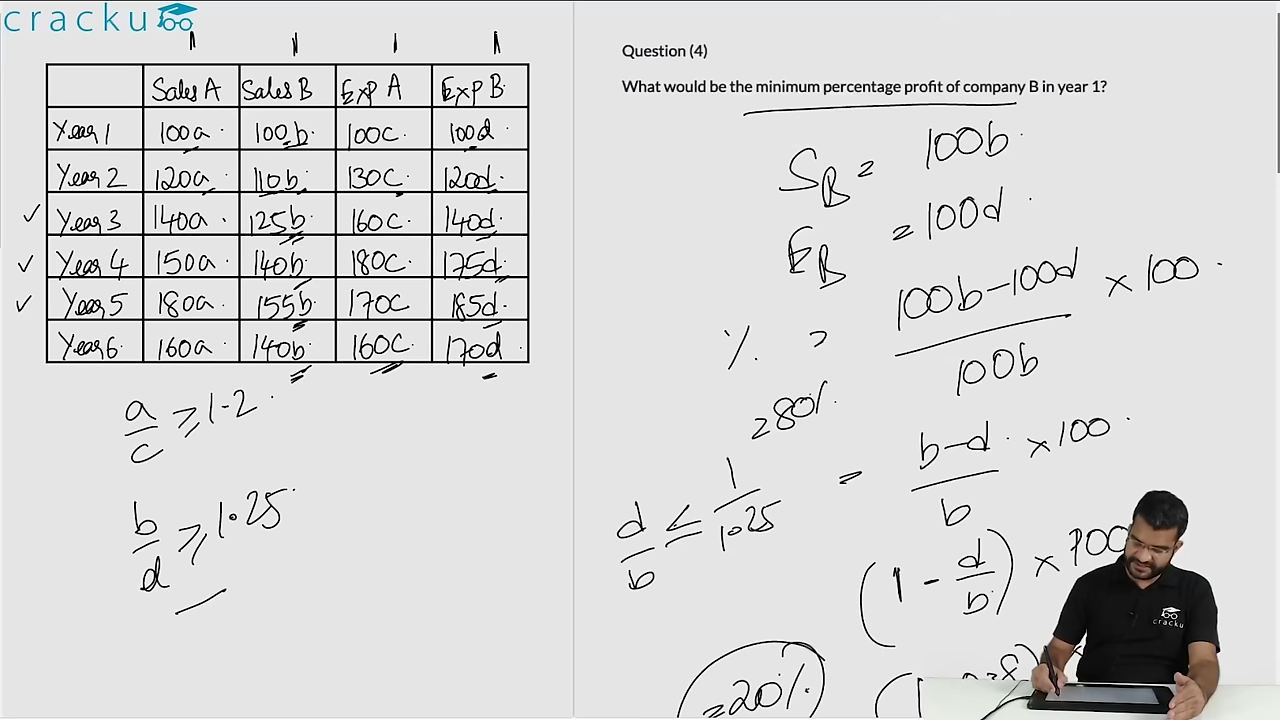 cracku
Sales A Sales B Exp A Exp B
Year 1 100a 100b 100c 100d
Year 2 120a 110b 130c 120d
Year 3 140a 125b 160c 140d
Year 4 150a 140b 180c 175d
Year 5 180a 155b 170c 185d
Year 6 160a 140b 160c 170d
a/c ≥ 1.2
b/d ≥ 1.25
Question (4)
What would be the minimum percentage profit of company B in year 1?
S_B = 100b
E_B = 100d
% = (100b-100d)/100b × 100
= 80%
= (b-d)/b × 100
d/b ≤ 1/1.25
(1 - d/b) × 100
= 20%
cracku